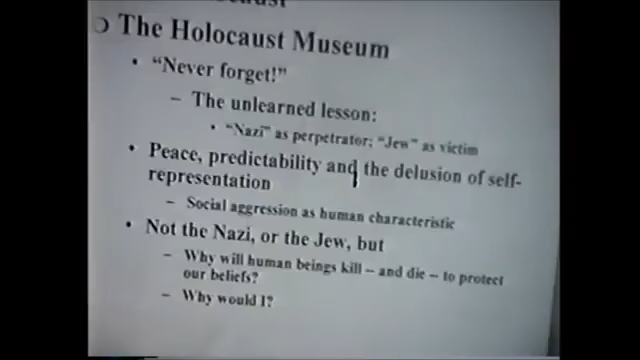 The Holocaust Museum
• “Never forget!”
– The unlearned lesson:
• “Nazi” as perpetrator; “Jew” as victim
• Peace, predictability and the delusion of self-
representation
– Social aggression as human characteristic
• Not the Nazi, or the Jew, but
– Why will human beings kill – and die – to protect
our beliefs?
– Why would I?